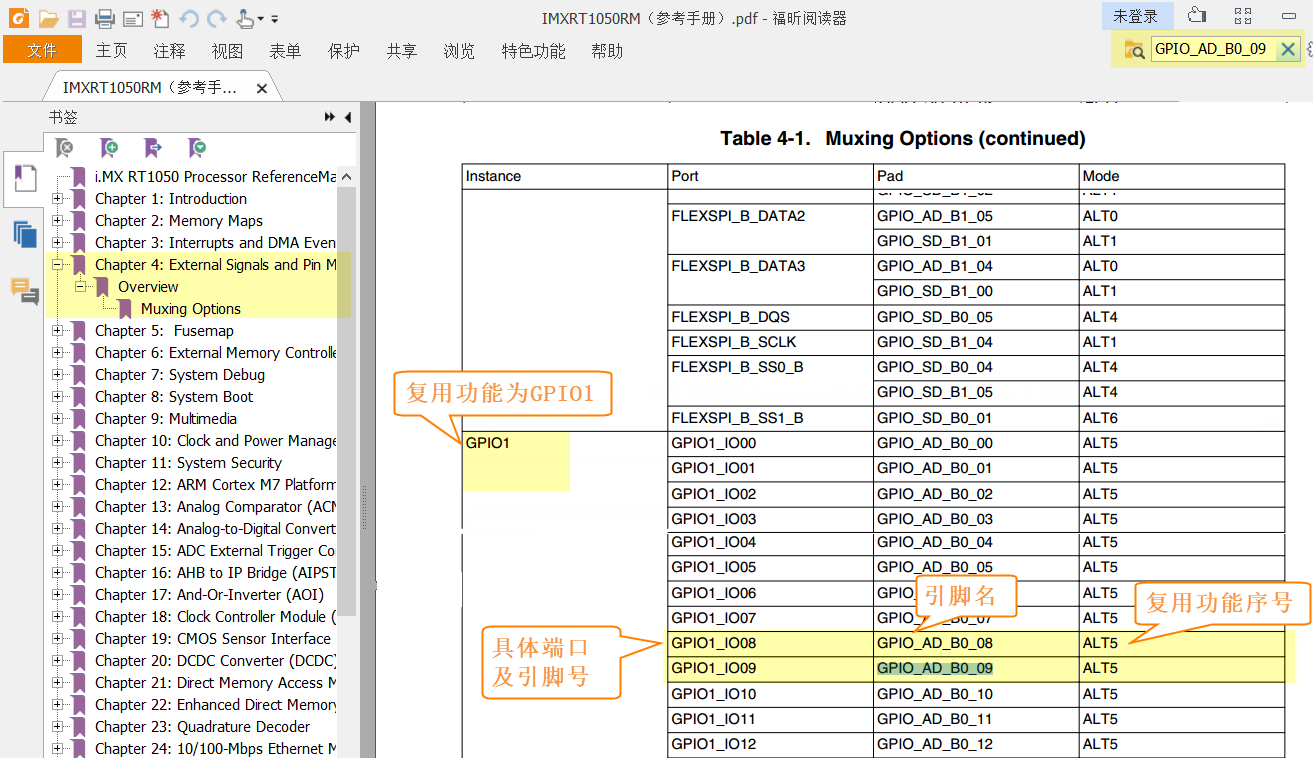 IMXRT1050RM（参考手册）.pdf - 福昕阅读器
未登录
文件 主页 注释 视图 表单 保护 共享 浏览 特色功能 帮助
GPIO_AD_B0_09
IMXRT1050RM（参考手...
书签
i.MX RT1050 Processor ReferenceMa
Chapter 1: Introduction
Chapter 2: Memory Maps
Chapter 3: Interrupts and DMA Even
Chapter 4: External Signals and Pin M
Overview
Muxing Options
Chapter 5: Fusemap
Chapter 6: External Memory Controlle
Chapter 7: System Debug
Chapter 8: System Boot
Chapter 9: Multimedia
Chapter 10: Clock and Power Manage
Chapter 11: System Security
Chapter 12: ARM Cortex M7 Platform
Chapter 13: Analog Comparator (ACM
Chapter 14: Analog-to-Digital Convert
Chapter 15: ADC External Trigger Co
Chapter 16: AHB to IP Bridge (AIPST
Chapter 17: And-Or-Inverter (AOI)
Chapter 18: Clock Controller Module (
Chapter 19: CMOS Sensor Interface
Chapter 20: DCDC Converter (DCDC)
Chapter 21: Direct Memory Access M
Chapter 22: Enhanced Direct Memory
Chapter 23: Quadrature Decoder
Chapter 24: 10/100-Mbps Ethernet M
Table 4-1. Muxing Options (continued)
Instance Port Pad Mode
FLEXSPI_B_DATA2 GPIO_AD_B1_05 ALT0
GPIO_SD_B1_01 ALT1
FLEXSPI_B_DATA3 GPIO_AD_B1_04 ALT0
GPIO_SD_B1_00 ALT1
FLEXSPI_B_DQS GPIO_SD_B0_05 ALT4
FLEXSPI_B_SCLK GPIO_SD_B1_04 ALT1
FLEXSPI_B_SS0_B GPIO_SD_B0_04 ALT4
GPIO_SD_B1_05 ALT4
FLEXSPI_B_SS1_B GPIO_SD_B0_01 ALT6
复用功能为GPIO1
GPIO1 GPIO1_IO00 GPIO_AD_B0_00 ALT5
GPIO1_IO01 GPIO_AD_B0_01 ALT5
GPIO1_IO02 GPIO_AD_B0_02 ALT5
GPIO1_IO03 GPIO_AD_B0_03 ALT5
GPIO1_IO04 GPIO_AD_B0_04 ALT5
GPIO1_IO05 GPIO_AD_B0_05 ALT5
GPIO1_IO06 ALT5
引脚名
复用功能序号
GPIO1_IO07 ALT5
具体端口
及引脚号
GPIO1_IO08 GPIO_AD_B0_08 ALT5
GPIO1_IO09 GPIO_AD_B0_09 ALT5
GPIO1_IO10 GPIO_AD_B0_10 ALT5
GPIO1_IO11 GPIO_AD_B0_11 ALT5
GPIO1_IO12 GPIO_AD_B0_12 ALT5